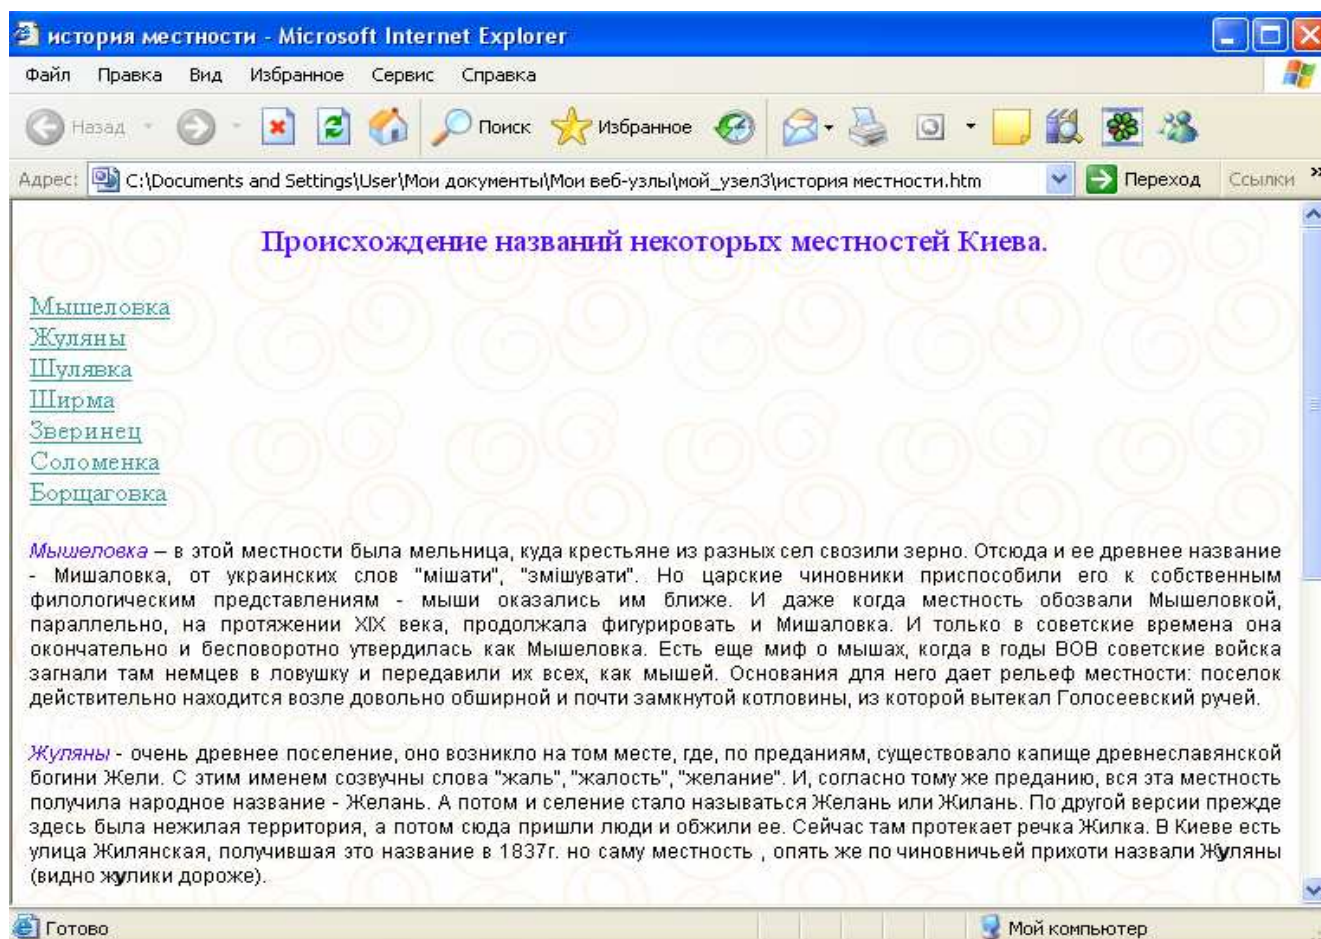 история местности - Microsoft Internet Explorer
Файл Правка Вид Избранное Сервис Справка
Назад Поиск Избранное
Адрес: C:\Documents and Settings\User\Мои документы\Мои веб-узлы\мой_узел3\история местности.htm Переход Ссылки »
Происхождение названий некоторых местностей Киева.
Мышеловка
Жуляны
Шулявка
Ширма
Зверинец
Соломенка
Борщаговка
Мышеловка – в этой местности была мельница, куда крестьяне из разных сел свозили зерно. Отсюда и ее древнее название
- Мишаловка, от украинских слов "мішати", "змішувати". Но царские чиновники приспособили его к собственным
филологическим представлениям - мыши оказались им ближе. И даже когда местность обозвали Мышеловкой,
параллельно, на протяжении XIX века, продолжала фигурировать и Мишаловка. И только в советские времена она
окончательно и бесповоротно утвердилась как Мышеловка. Есть еще миф о мышах, когда в годы ВОВ советские войска
загнали там немцев в ловушку и передавили их всех, как мышей. Основания для него дает рельеф местности: поселок
действительно находится возле довольно обширной и почти замкнутой котловины, из которой вытекал Голосеевский ручей.
Жуляны - очень древнее поселение, оно возникло на том месте, где, по преданиям, существовало капище древнеславянской
богини Жели. С этим именем созвучны слова "жаль", "жалость", "желание". И, согласно тому же преданию, вся эта местность
получила народное название - Желань. А потом и селение стало называться Желань или Жилань. По другой версии прежде
здесь была нежилая территория, а потом сюда пришли люди и обжили ее. Сейчас там протекает речка Жилка. В Киеве есть
улица Жилянская, получившая это название в 1837г. но саму местность , опять же по чиновничьей прихоти назвали Жуляны
(видно жулики дороже).
Готово Мой компьютер